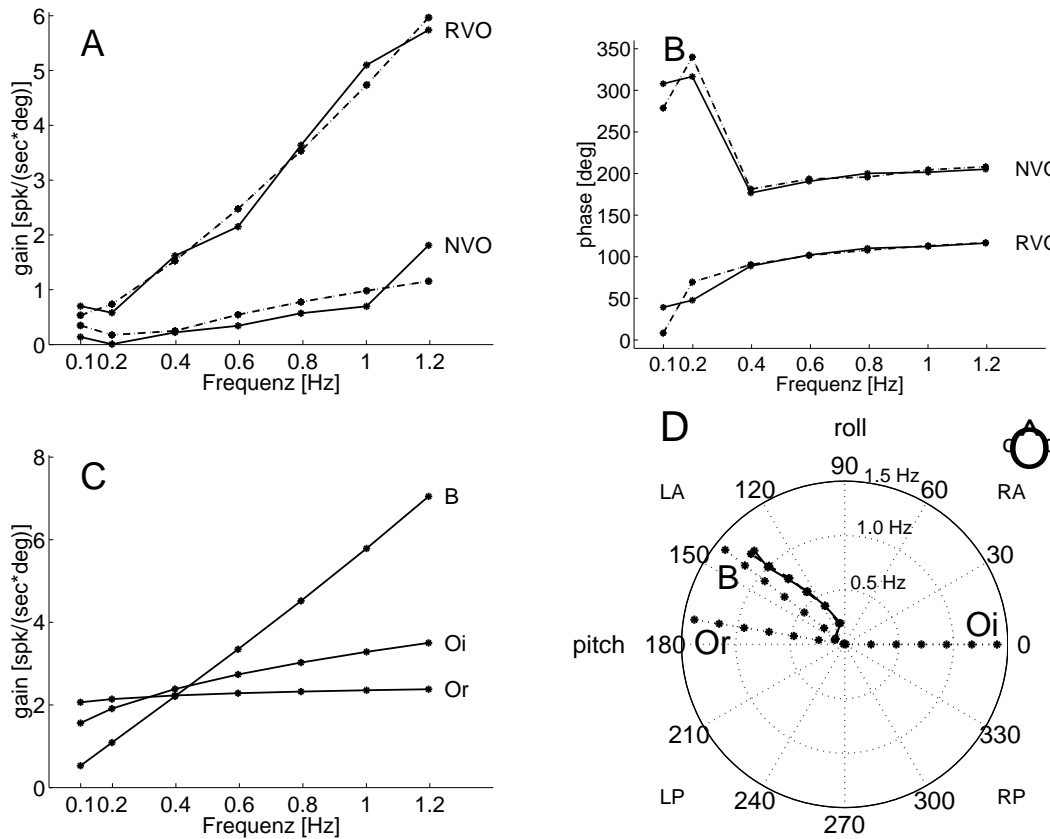 A
6
5
4
3
2
1
0
gain [spk/(sec*deg)]
RVO
NVO
0.1 0.2 0.4 0.6 0.8 1 1.2
Frequenz [Hz]
B
350
300
250
200
150
100
50
0
phase [deg]
NVO
RVO
0.1 0.2 0.4 0.6 0.8 1 1.2
Frequenz [Hz]
C
8
6
4
2
0
gain [spk/(sec*deg)]
B
Oi
Or
0.1 0.2 0.4 0.6 0.8 1 1.2
Frequenz [Hz]
D
roll
90
1.5 Hz
LA
120
60
RA
O
1.0 Hz
150
30
0.5 Hz
B
pitch 180 Or
Oi 0
210
330
LP
240
300
RP
270